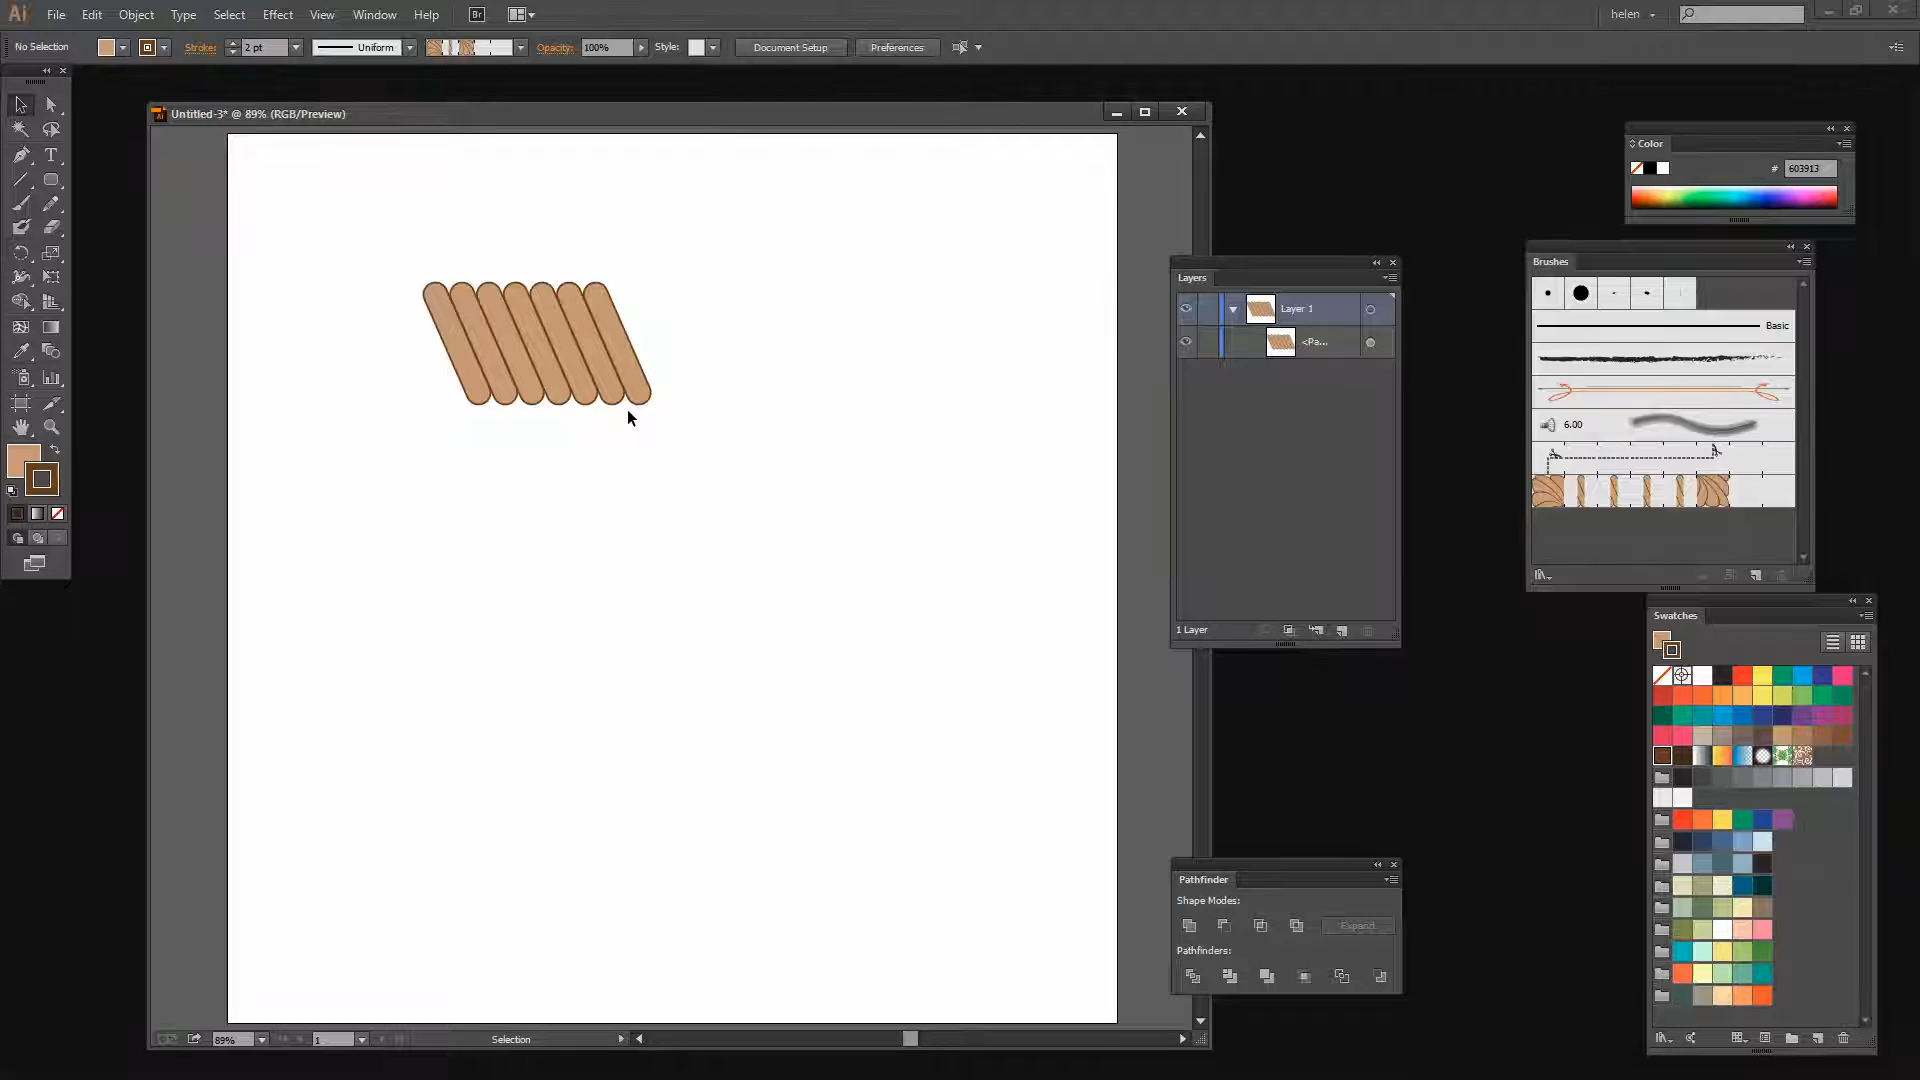 Ai File Edit Object Type Select Effect View Window Help Br helen
No Selection Stroke: 2 pt Uniform Opacity: 100% Style: Document Setup Preferences
Untitled-3* @ 89% (RGB/Preview)
Color
# 603913
Brushes
Basic
6.00
Layers
Layer 1
<Pa...
1 Layer
Swatches
Pathfinder
Shape Modes:
Expand
Pathfinders:
89% 1 Selection